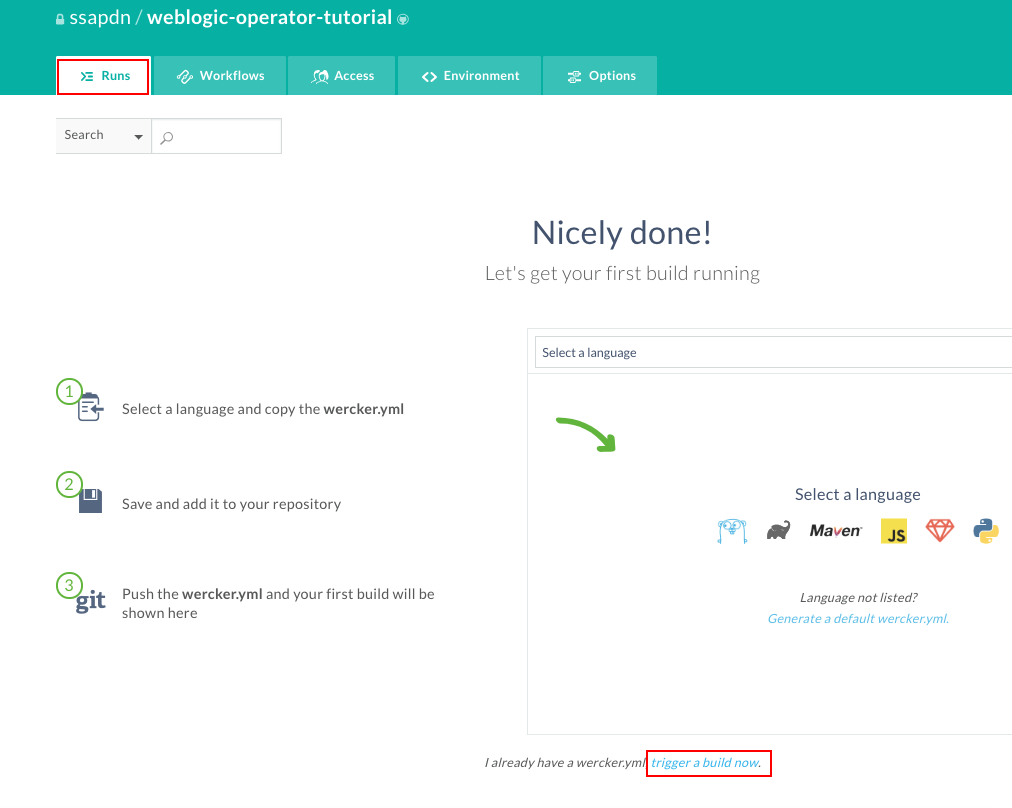 ssapdn / weblogic-operator-tutorial
Runs Workflows Access Environment Options
Search
Nicely done!
Let's get your first build running
Select a language
1
Select a language and copy the wercker.yml
2
Save and add it to your repository
3
git
Push the wercker.yml and your first build will be
shown here
Select a language
Maven JS
Language not listed?
Generate a default wercker.yml.
I already have a wercker.yml trigger a build now.